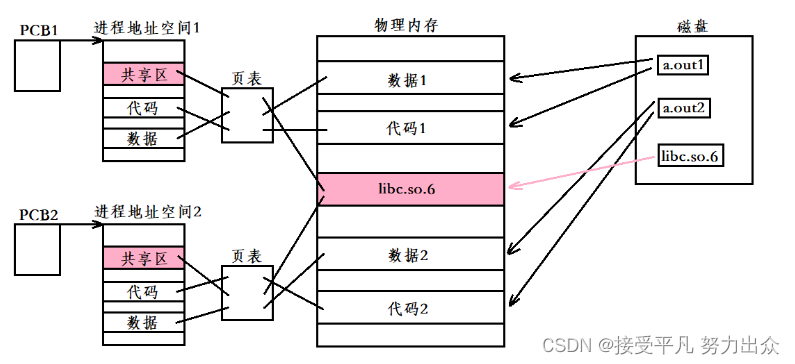 PCB1
进程地址空间1
共享区
代码
数据
页表
物理内存
数据1
代码1
libc.so.6
数据2
代码2
磁盘
a.out1
a.out2
libc.so.6
PCB2
进程地址空间2
共享区
代码
数据
页表
CSDN @接受平凡 努力出众